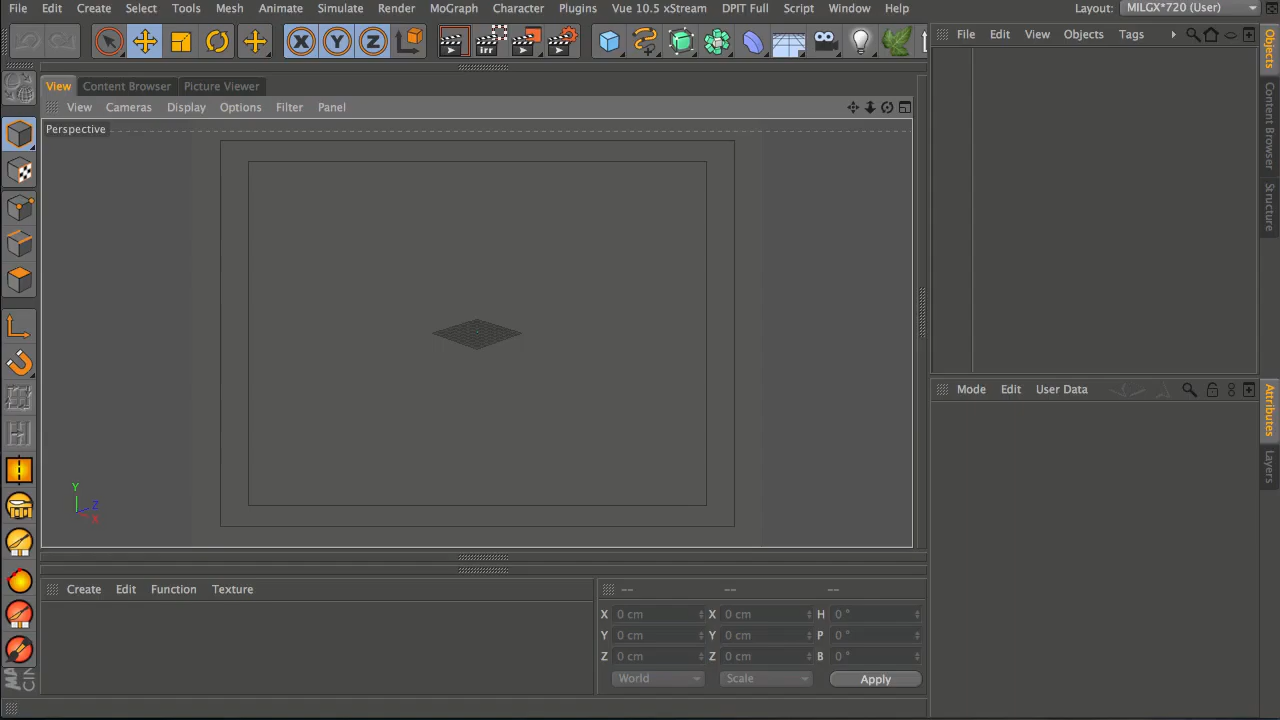 File Edit Create Select Tools Mesh Animate Simulate Render MoGraph Character Plugins Vue 10.5 xStream DPIT Full Script Window Help Layout: MILGX*720 (User)
X Y Z irr
File Edit View Objects Tags
View Content Browser Picture Viewer
View Cameras Display Options Filter Panel
Perspective
Objects
Content Browser
Structure
Mode Edit User Data
Attributes
Layers
Y
Z
X
Create Edit Function Texture
-- -- --
X 0 cm X 0 cm H 0 °
Y 0 cm Y 0 cm P 0 °
Z 0 cm Z 0 cm B 0 °
World Scale Apply